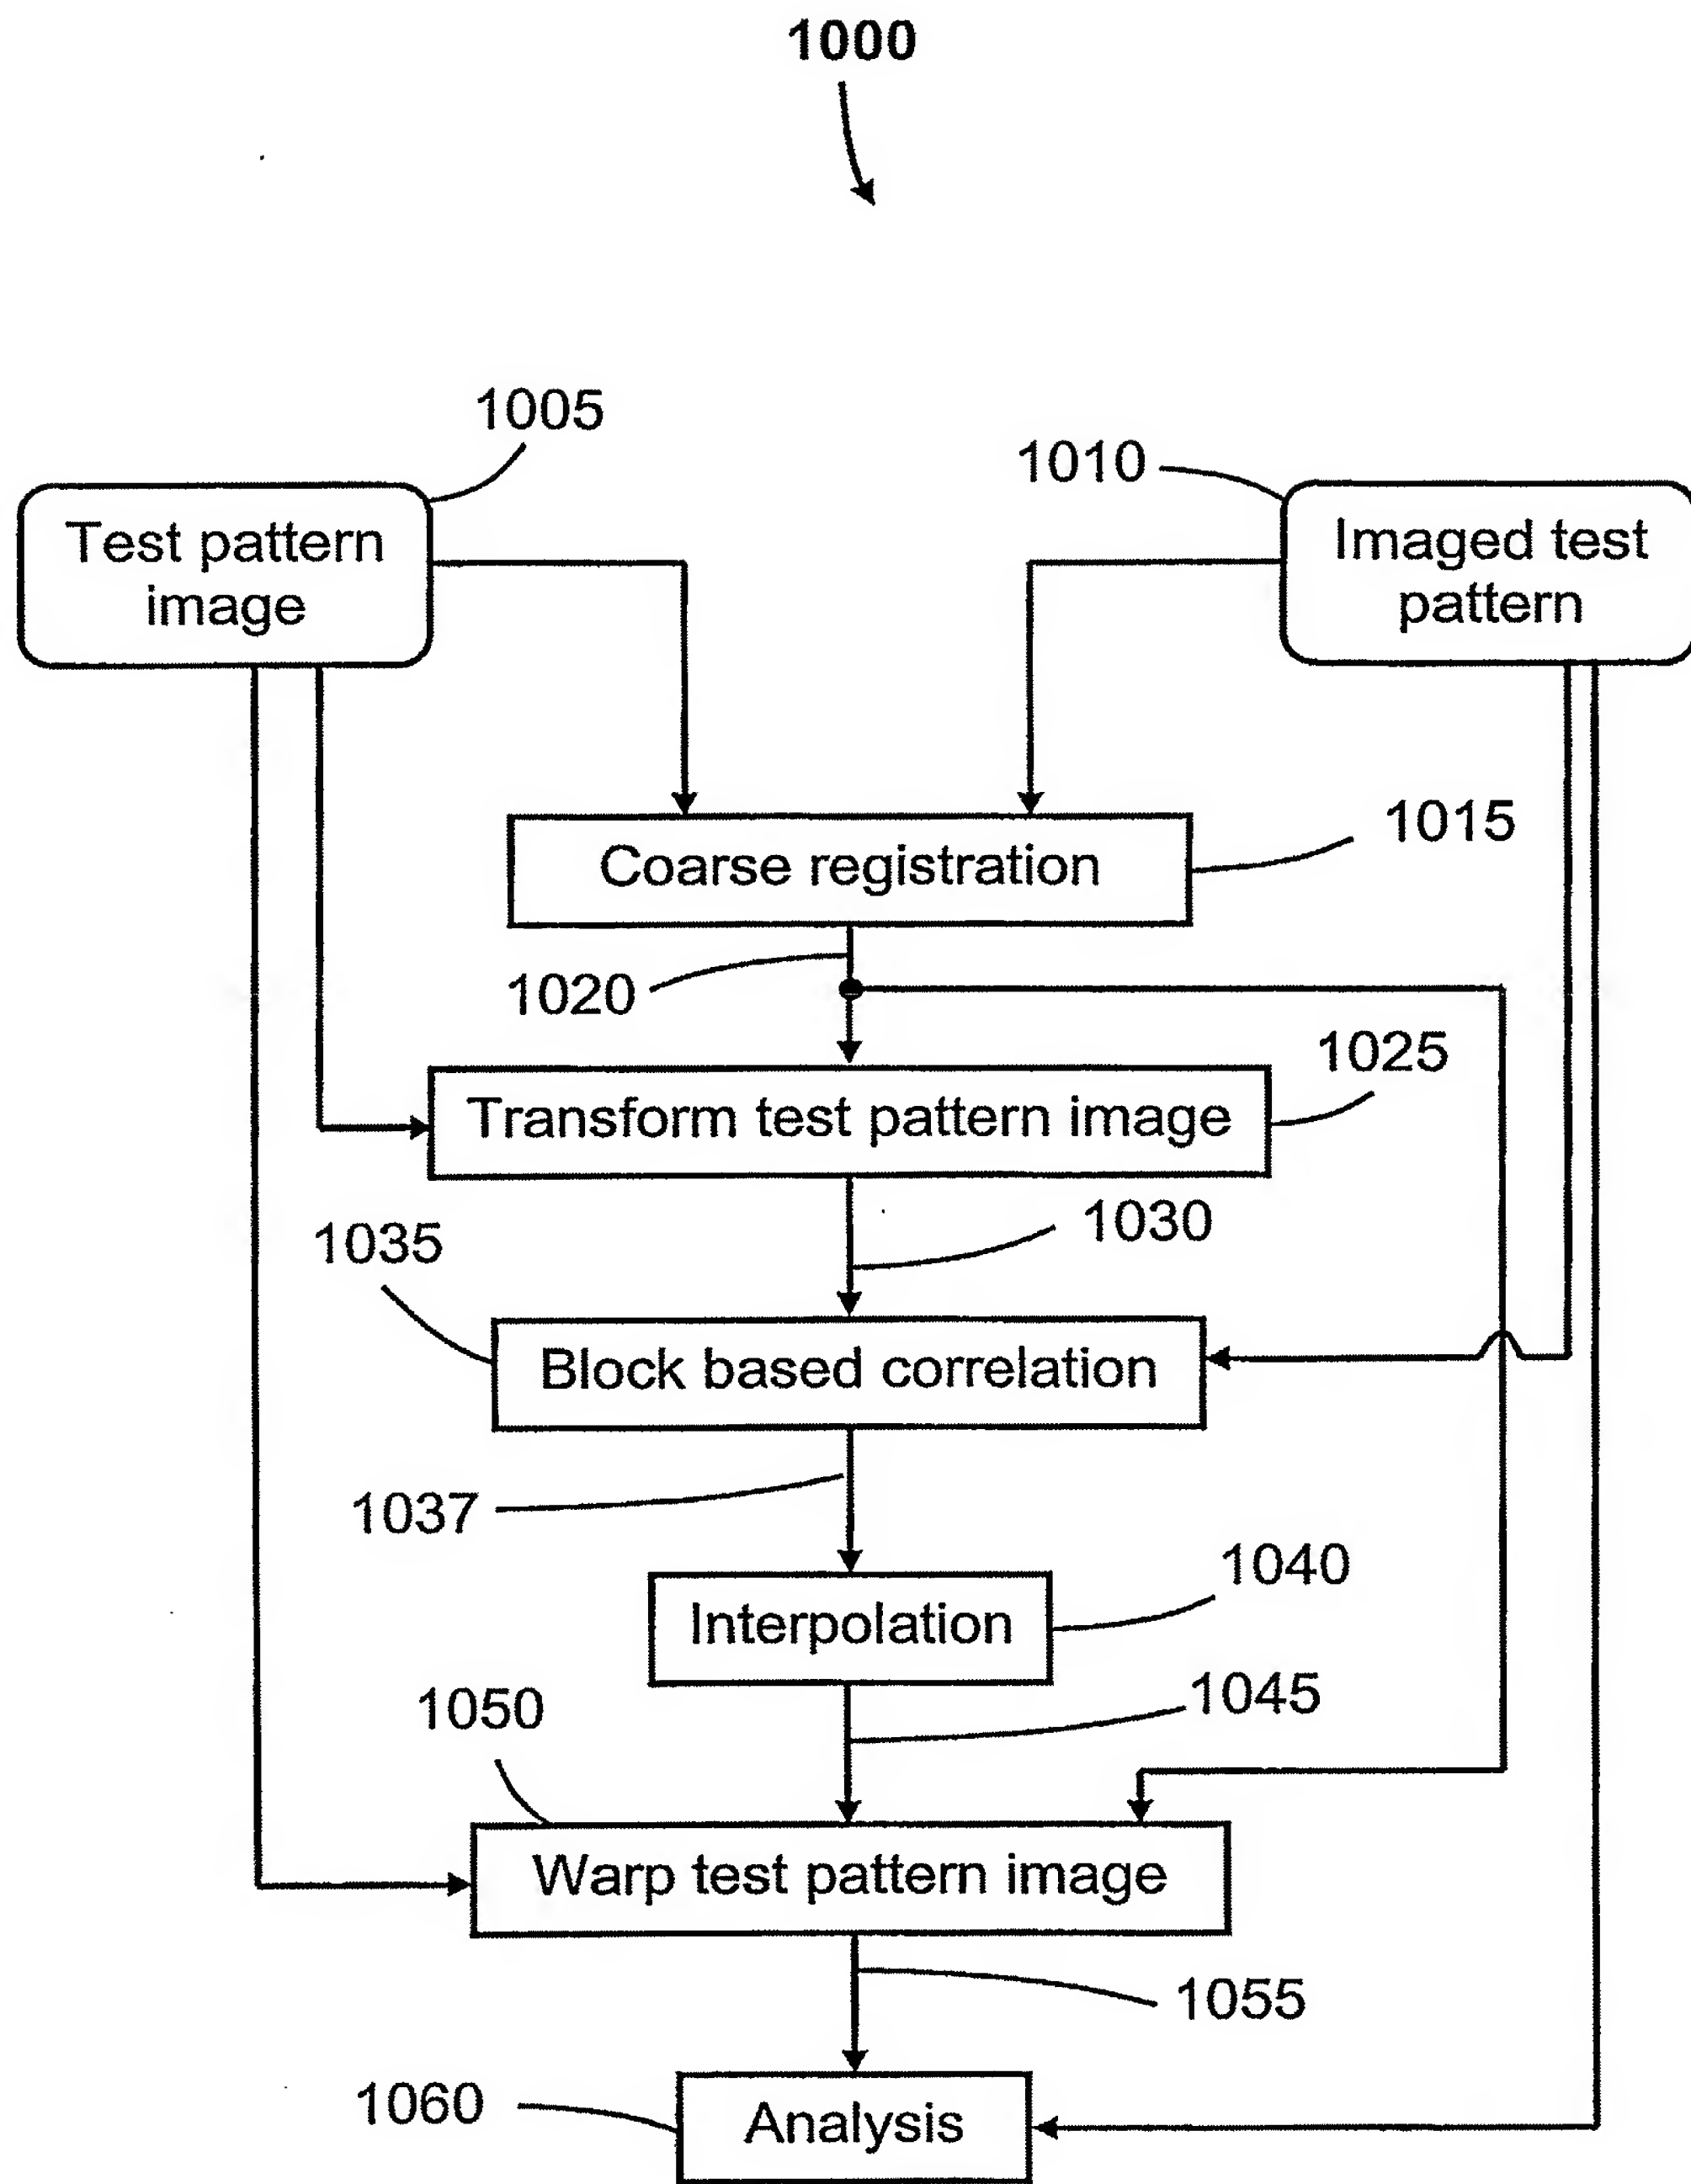 1000
1005
1010
Test pattern
image
Imaged test
pattern
1015
Coarse registration
1020
1025
Transform test pattern image
1030
1035
Block based correlation
1037
1040
Interpolation
1045
1050
Warp test pattern image
1055
1060
Analysis